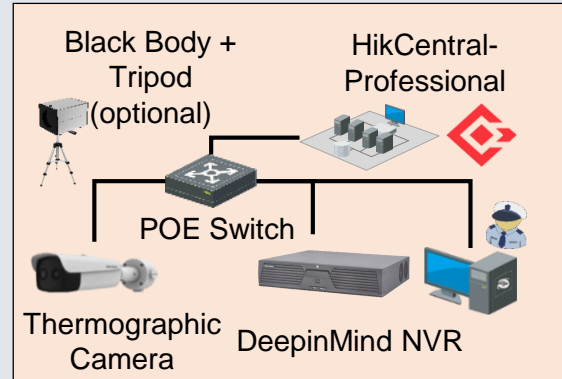 Black Body +
Tripod
(optional)
HikCentral-
Professional
POE Switch
Thermographic
Camera
DeepinMind NVR